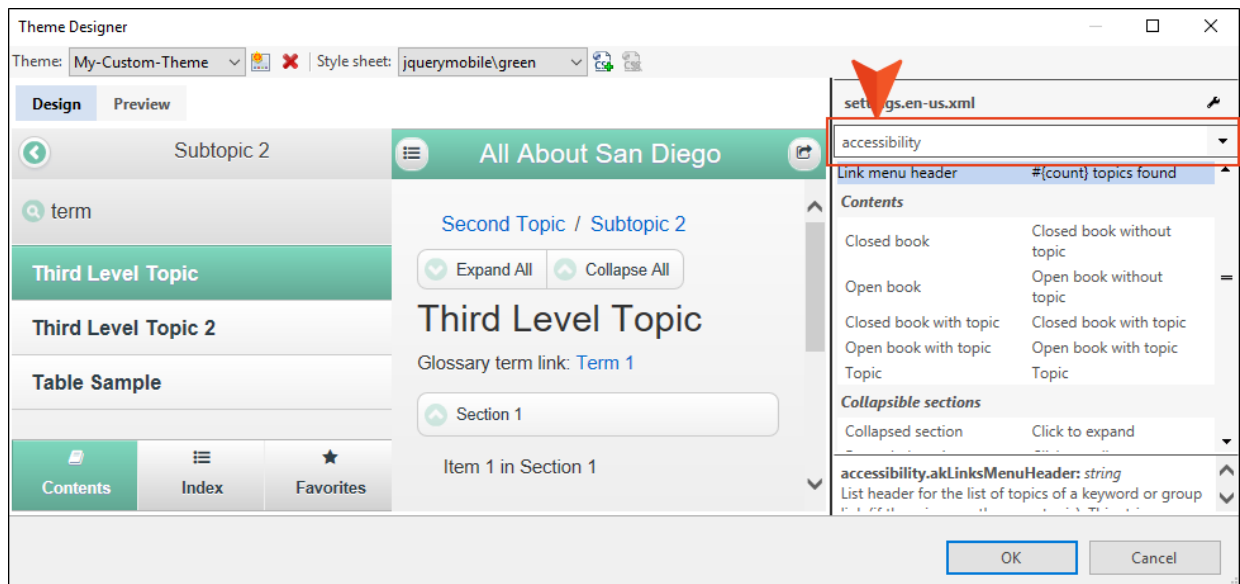 Theme Designer
Theme: My-Custom-Theme Style sheet: jquerymobile\green
Design Preview
Subtopic 2
term
Third Level Topic
Third Level Topic 2
Table Sample
Contents Index Favorites
All About San Diego
Second Topic / Subtopic 2
Expand All Collapse All
Third Level Topic
Glossary term link: Term 1
Section 1
Item 1 in Section 1
accessibility
Link menu header #{count} topics found
Contents
Closed book Closed book without
topic
Open book Open book without
topic
Closed book with topic Closed book with topic
Open book with topic Open book with topic
Topic Topic
Collapsible sections
Collapsed section Click to expand
accessibility.akLinksMenuHeader: string
List header for the list of topics of a keyword or group
OK Cancel